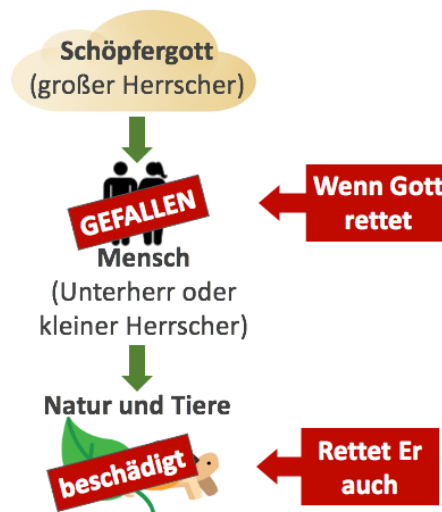 Schöpfergott
(großer Herrscher)
GEFALLEN
Wenn Gott
rettet
Mensch
(Unterherr oder
kleiner Herrscher)
Natur und Tiere
beschädigt
Rettet Er
auch